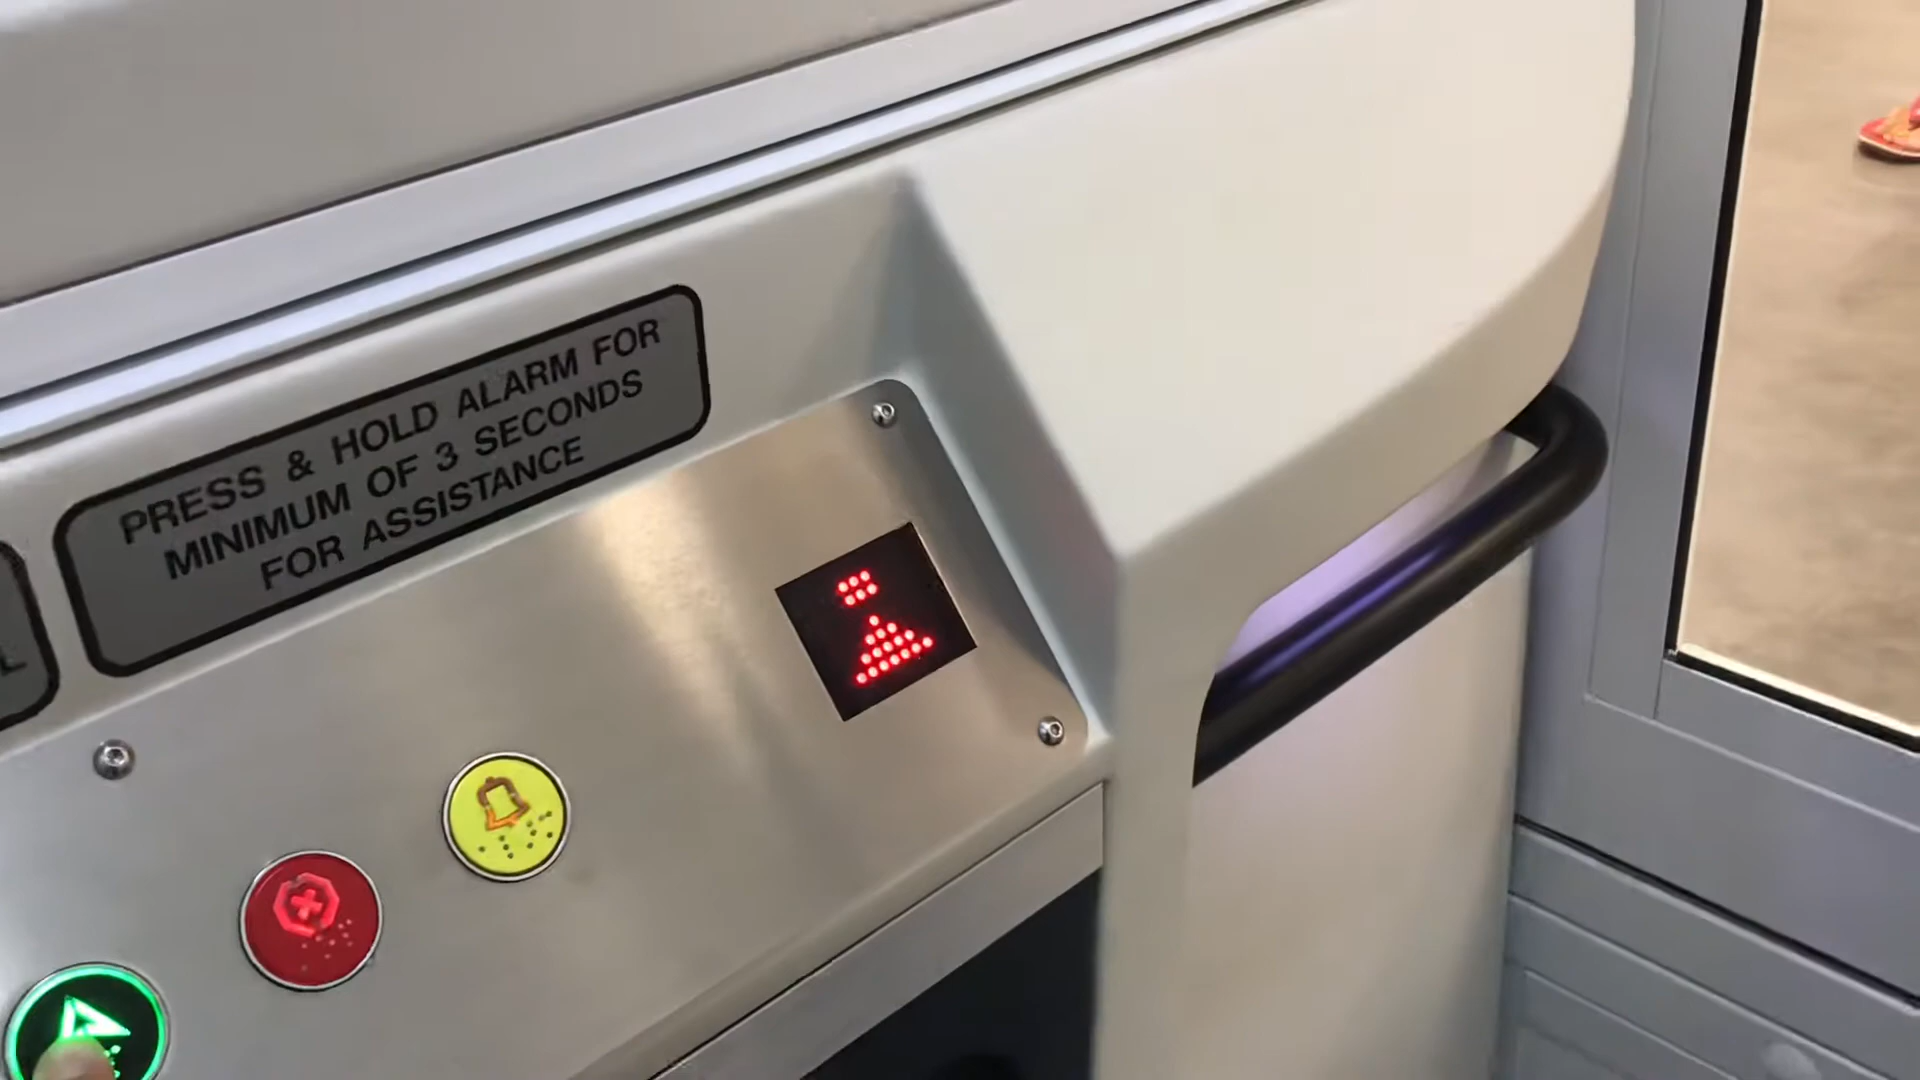 PRESS & HOLD ALARM FOR
MINIMUM OF 3 SECONDS
FOR ASSISTANCE
L